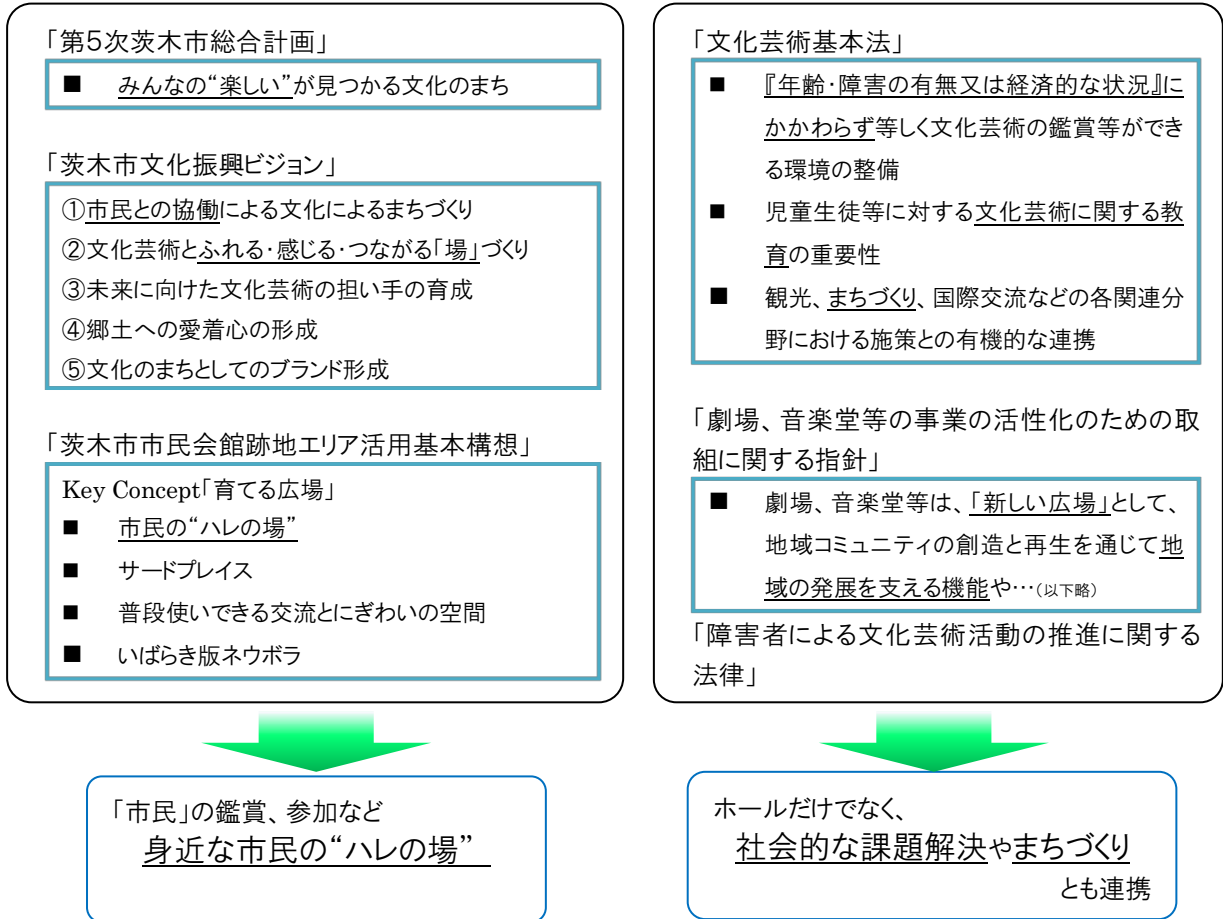 「第5次茨木市総合計画」
■ みんなの“楽しい”が見つかる文化のまち
「茨木市文化振興ビジョン」
①市民との協働による文化によるまちづくり
②文化芸術とふれる・感じる・つながる「場」づくり
③未来に向けた文化芸術の担い手の育成
④郷土への愛着心の形成
⑤文化のまちとしてのブランド形成
「茨木市市民会館跡地エリア活用基本構想」
Key Concept「育てる広場」
■ 市民の“ハレの場”
■ サードプレイス
■ 普段使いできる交流とにぎわいの空間
■ いばらき版ネウボラ
「市民」の鑑賞、参加など
身近な市民の“ハレの場”
「文化芸術基本法」
■ 『年齢・障害の有無又は経済的な状況』に
かかわらず等しく文化芸術の鑑賞等ができ
る環境の整備
■ 児童生徒等に対する文化芸術に関する教
育の重要性
■ 観光、まちづくり、国際交流などの各関連分
野における施策との有機的な連携
「劇場、音楽堂等の事業の活性化のための取
組に関する指針」
■ 劇場、音楽堂等は、「新しい広場」として、
地域コミュニティの創造と再生を通じて地
域の発展を支える機能や…(以下略)
「障害者による文化芸術活動の推進に関する
法律」
ホールだけでなく、
社会的な課題解決やまちづくり
とも連携